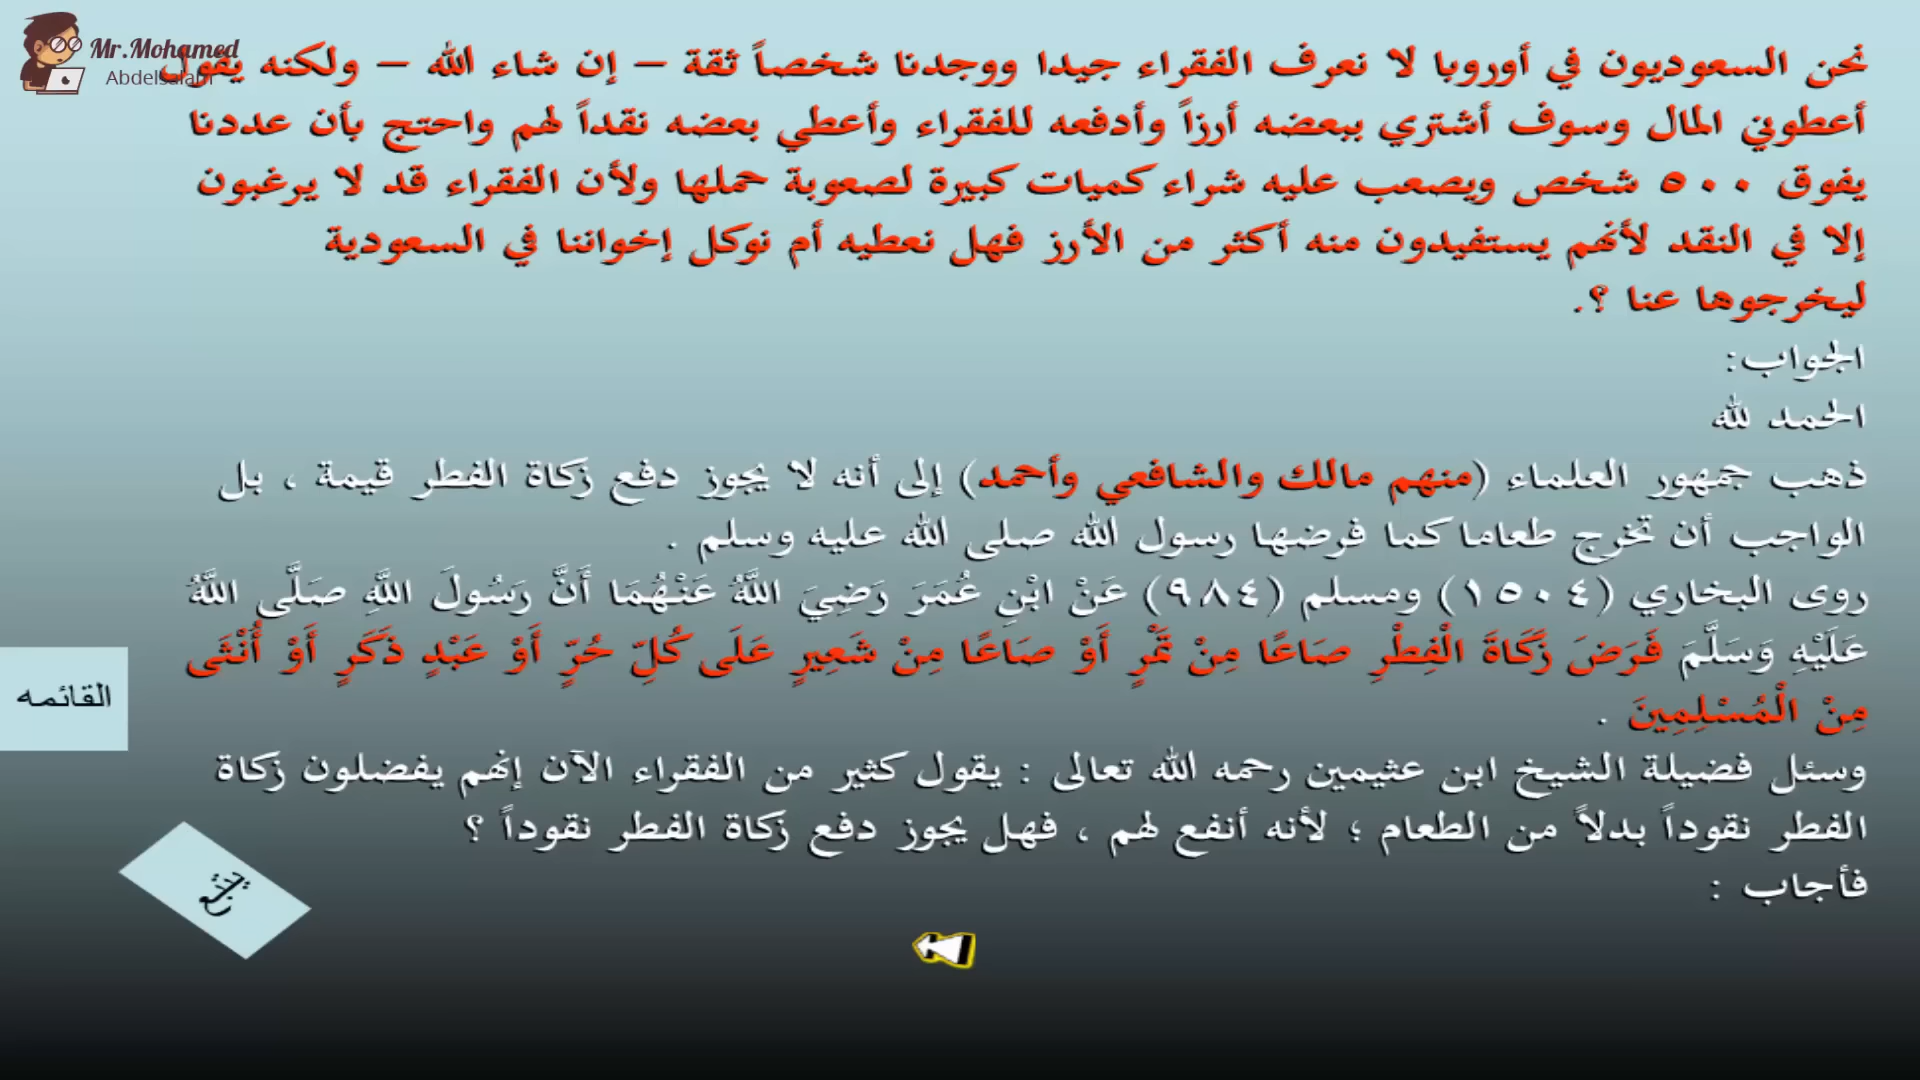 Mr.Mohamed
نحن السعوديون في أوروبا لا نعرف الفقراء جيدا ووجدنا شخصاً ثقة – إن شاء الله – ولكنه يقول
أعطوني المال وسوف أشتري ببعضه أرزاً وأدفعه للفقراء وأعطي بعضه نقداً لهم واحتج بأن عددنا
يفوق ٥٠٠ شخص ويصعب عليه شراء كميات كبيرة لصعوبة حملها ولأن الفقراء قد لا يرغبون
إلا في النقد لأنهم يستفيدون منه أكثر من الأرز فهل نعطيه أم نوكل إخواننا في السعودية
ليخرجوها عنا ؟.
الجواب:
الحمد لله
ذهب جمهور العلماء (منهم مالك والشافعي وأحمد) إلى أنه لا يجوز دفع زكاة الفطر قيمة ، بل
الواجب أن تخرج طعاما كما فرضها رسول الله صلى الله عليه وسلم .
روى البخاري (١٥٠٤) ومسلم (٩٨٤) عَنْ ابْنِ عُمَرَ رَضِيَ اللَّهُ عَنْهُمَا أَنَّ رَسُولَ اللَّهِ صَلَّى اللَّهُ
عَلَيْهِ وَسَلَّمَ فَرَضَ زَكَاةَ الْفِطْرِ صَاعًا مِنْ تَمْرٍ أَوْ صَاعًا مِنْ شَعِيرٍ عَلَى كُلِّ حُرٍّ أَوْ عَبْدٍ ذَكَرٍ أَوْ أُنْثَى
مِنْ الْمُسْلِمِينَ .
وسئل فضيلة الشيخ ابن عثيمين رحمه الله تعالى : يقول كثير من الفقراء الآن إنهم يفضلون زكاة
الفطر نقوداً بدلاً من الطعام ؛ لأنه أنفع لهم ، فهل يجوز دفع زكاة الفطر نقوداً ؟
فأجاب :
القائمه